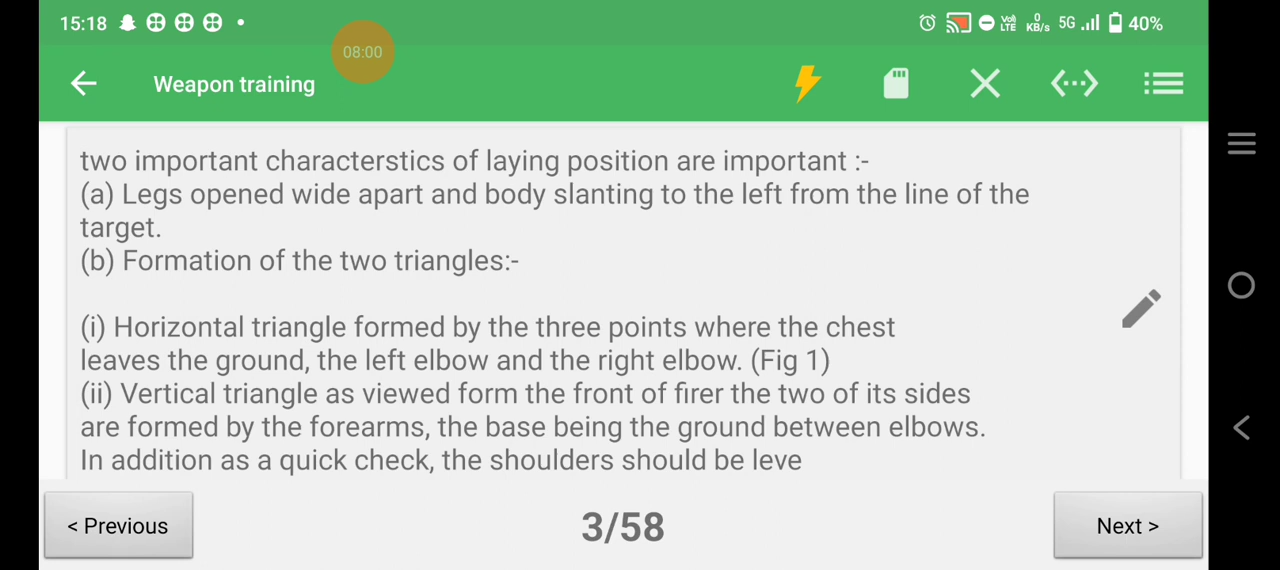 15:18
08:00
Vo) LTE
0 KB/s
5G
40%
Weapon training
two important characterstics of laying position are important :-
(a) Legs opened wide apart and body slanting to the left from the line of the
target.
(b) Formation of the two triangles:-
(i) Horizontal triangle formed by the three points where the chest
leaves the ground, the left elbow and the right elbow. (Fig 1)
(ii) Vertical triangle as viewed form the front of firer the two of its sides
are formed by the forearms, the base being the ground between elbows.
In addition as a quick check, the shoulders should be leve
< Previous
3/58
Next >